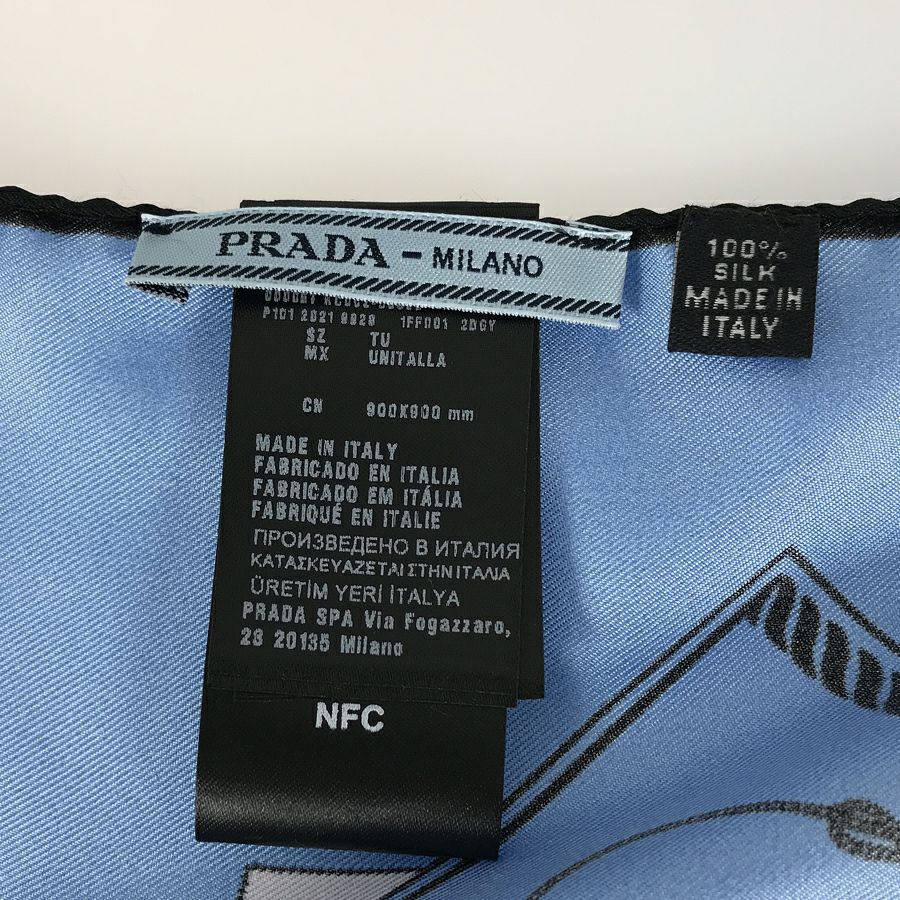 PRADA - MILANO
100%
SILK
MADE IN
ITALY
1FF001 2DGY
SZ TU
MX UNITALLA
CN 900X900 mm
MADE IN ITALY
FABRICADO EN ITALIA
FABRICADO EM ITÁLIA
FABRIQUÉ EN ITALIE
ПРОИЗВЕДЕНО В ИТАЛИЯ
ΚΑΤΑΣΚΕΥΑΖΕΤΑΙ ΣΤΗΝ ΙΤΑΛΙΑ
ÜRETİM YERİ İTALYA
PRADA SPA Via Fogazzaro,
28 20135 Milano
NFC